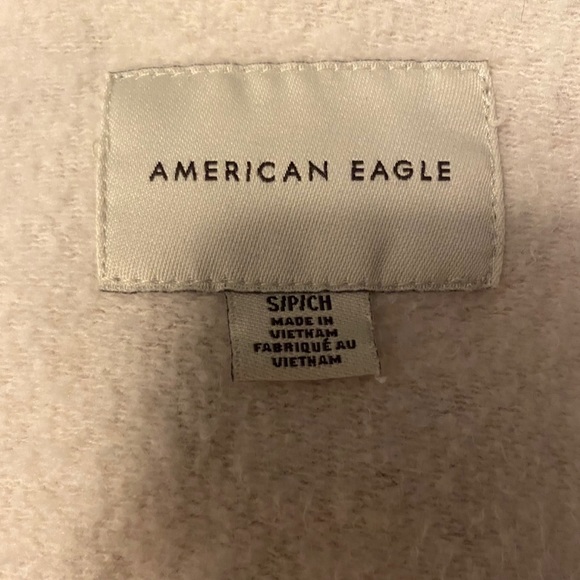 AMERICAN EAGLE
S/P/CH
MADE IN
VIETNAM
FABRIQUÉ AU
VIETNAM